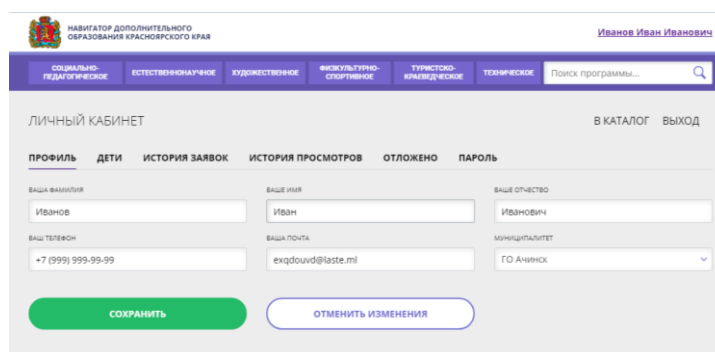 НАВИГАТОР ДОПОЛНИТЕЛЬНОГО
ОБРАЗОВАНИЯ КРАСНОЯРСКОГО КРАЯ
Иванов Иван Иванович
СОЦИАЛЬНО-
ПЕДАГОГИЧЕСКОЕ
ЕСТЕСТВЕННОНАУЧНОЕ
ХУДОЖЕСТВЕННОЕ
ФИЗКУЛЬТУРНО-
СПОРТИВНОЕ
ТУРИСТСКО-
КРАЕВЕДЧЕСКОЕ
ТЕХНИЧЕСКОЕ
Поиск программы...
ЛИЧНЫЙ КАБИНЕТ
В КАТАЛОГ ВЫХОД
ПРОФИЛЬ ДЕТИ ИСТОРИЯ ЗАЯВОК ИСТОРИЯ ПРОСМОТРОВ ОТЛОЖЕНО ПАРОЛЬ
ВАША ФАМИЛИЯ ВАШЕ ИМЯ ВАШЕ ОТЧЕСТВО
Иванов Иван Иванович
ВАШ ТЕЛЕФОН ВАША ПОЧТА МУНИЦИПАЛИТЕТ
+7 (999) 999-99-99 exqdouvd@laste.ml ГО Ачинск
СОХРАНИТЬ ОТМЕНИТЬ ИЗМЕНЕНИЯ